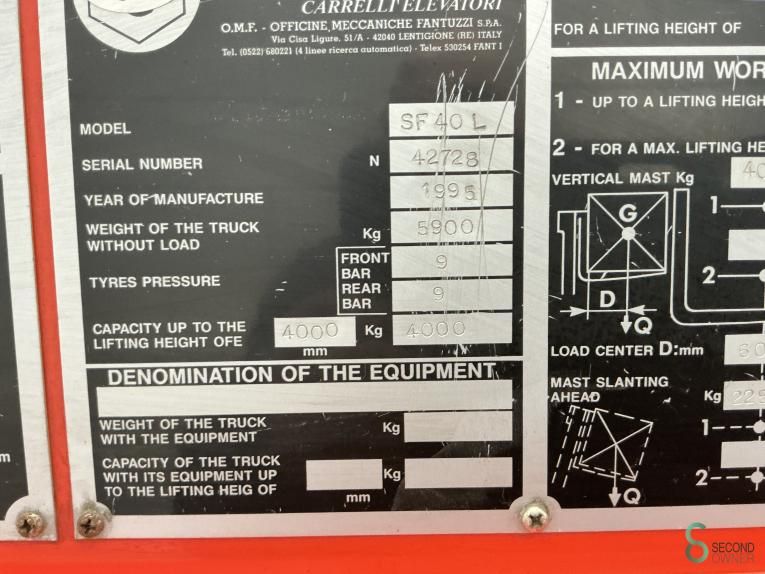 CARRELLI ELEVATORI
O.M.F. - OFFICINE MECCANICHE FANTUZZI S.P.A.
Via Cisa Ligure, 51/A - 42040 LENTIGIONE (RE) ITALY
Tel. (0522) 680221 (4 linee ricerca automatica) - Telex 530254 FANT I
MODEL SF40L
SERIAL NUMBER N 42728
YEAR OF MANUFACTURE 1995
WEIGHT OF THE TRUCK
WITHOUT LOAD Kg 5900
TYRES PRESSURE
FRONT
BAR 9
REAR
BAR 9
CAPACITY UP TO THE
LIFTING HEIGHT OFE 4000 mm Kg 4000
DENOMINATION OF THE EQUIPMENT
WEIGHT OF THE TRUCK
WITH THE EQUIPMENT Kg
CAPACITY OF THE TRUCK
WITH ITS EQUIPMENT UP
TO THE LIFTING HEIG OF mm Kg
FOR A LIFTING HEIGHT OF
MAXIMUM WOR
1 - UP TO A LIFTING HEIGH
2 - FOR A MAX. LIFTING HE
VERTICAL MAST Kg 40
G
1
2
D
Q
LOAD CENTER D:mm 60
MAST SLANTING
AHEAD Kg 225
1
2
Q
m
SECOND
OWNER